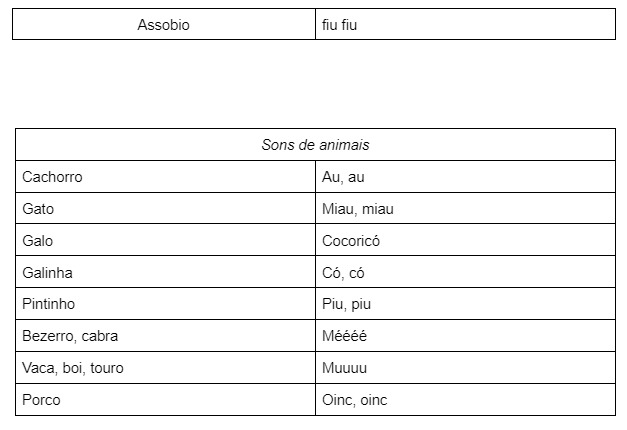 Assobio fiu fiu
Sons de animais
Cachorro Au, au
Gato Miau, miau
Galo Cocoricó
Galinha Có, có
Pintinho Piu, piu
Bezerro, cabra Méééé
Vaca, boi, touro Muuuu
Porco Oinc, oinc